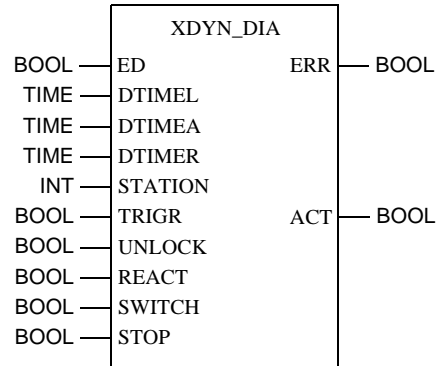 XDYN_DIA
BOOL ED ERR BOOL
TIME DTIMEL
TIME DTIMEA
TIME DTIMER
INT STATION
BOOL TRIGR ACT BOOL
BOOL UNLOCK
BOOL REACT
BOOL SWITCH
BOOL STOP